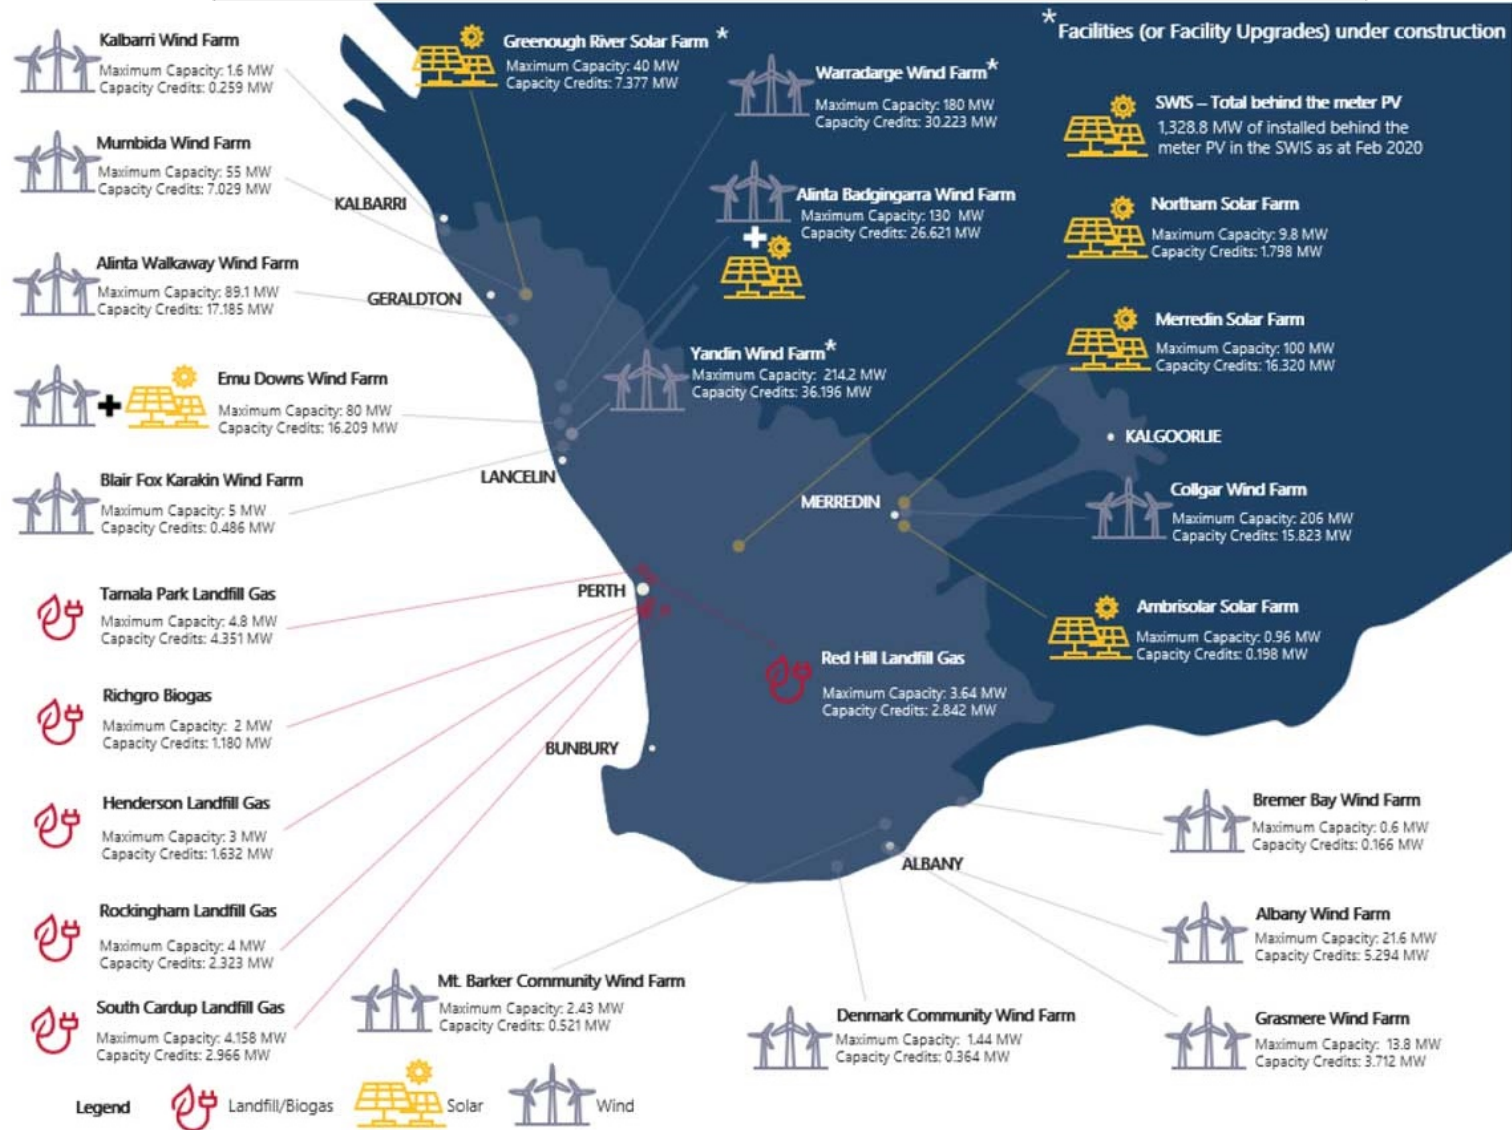 Kalbarri Wind Farm
Maximum Capacity: 1.6 MW
Capacity Credits: 0.259 MW
Mumbida Wind Farm
Maximum Capacity: 55 MW
Capacity Credits: 7.029 MW
Alinta Walkaway Wind Farm
Maximum Capacity: 89.1 MW
Capacity Credits: 17.185 MW
Emu Downs Wind Farm
Maximum Capacity: 80 MW
Capacity Credits: 16.209 MW
Blair Fox Karakin Wind Farm
Maximum Capacity: 5 MW
Capacity Credits: 0.486 MW
Tamala Park Landfill Gas
Maximum Capacity: 4.8 MW
Capacity Credits: 4.351 MW
Richgro Biogas
Maximum Capacity: 2 MW
Capacity Credits: 1.180 MW
Henderson Landfill Gas
Maximum Capacity: 3 MW
Capacity Credits: 1.632 MW
Rockingham Landfill Gas
Maximum Capacity: 4 MW
Capacity Credits: 2.323 MW
South Cardup Landfill Gas
Maximum Capacity: 4.158 MW
Capacity Credits: 2.966 MW
Greenough River Solar Farm *
Maximum Capacity: 40 MW
Capacity Credits: 7.377 MW
Warradarge Wind Farm*
Maximum Capacity: 180 MW
Capacity Credits: 30.223 MW
Alinta Badgingarra Wind Farm
Maximum Capacity: 130 MW
Capacity Credits: 26.621 MW
Yandin Wind Farm*
Maximum Capacity: 214.2 MW
Capacity Credits: 36.196 MW
*Facilities (or Facility Upgrades) under construction
SWIS – Total behind the meter PV
1,328.8 MW of installed behind the
meter PV in the SWIS as at Feb 2020
Northam Solar Farm
Maximum Capacity: 9.8 MW
Capacity Credits: 1.798 MW
Merredin Solar Farm
Maximum Capacity: 100 MW
Capacity Credits: 16.320 MW
Collgar Wind Farm
Maximum Capacity: 206 MW
Capacity Credits: 15.823 MW
Ambrisolar Solar Farm
Maximum Capacity: 0.96 MW
Capacity Credits: 0.198 MW
Red Hill Landfill Gas
Maximum Capacity: 3.64 MW
Capacity Credits: 2.842 MW
KALBARRI
GERALDTON
LANCELIN
KALGOORLIE
MERREDIN
PERTH
BUNBURY
ALBANY
Bremer Bay Wind Farm
Maximum Capacity: 0.6 MW
Capacity Credits: 0.166 MW
Albany Wind Farm
Maximum Capacity: 21.6 MW
Capacity Credits: 5.294 MW
Grasmere Wind Farm
Maximum Capacity: 13.8 MW
Capacity Credits: 3.712 MW
Mt. Barker Community Wind Farm
Maximum Capacity: 2.43 MW
Capacity Credits: 0.521 MW
Denmark Community Wind Farm
Maximum Capacity: 1.44 MW
Capacity Credits: 0.364 MW
Legend
Landfill/Biogas
Solar
Wind